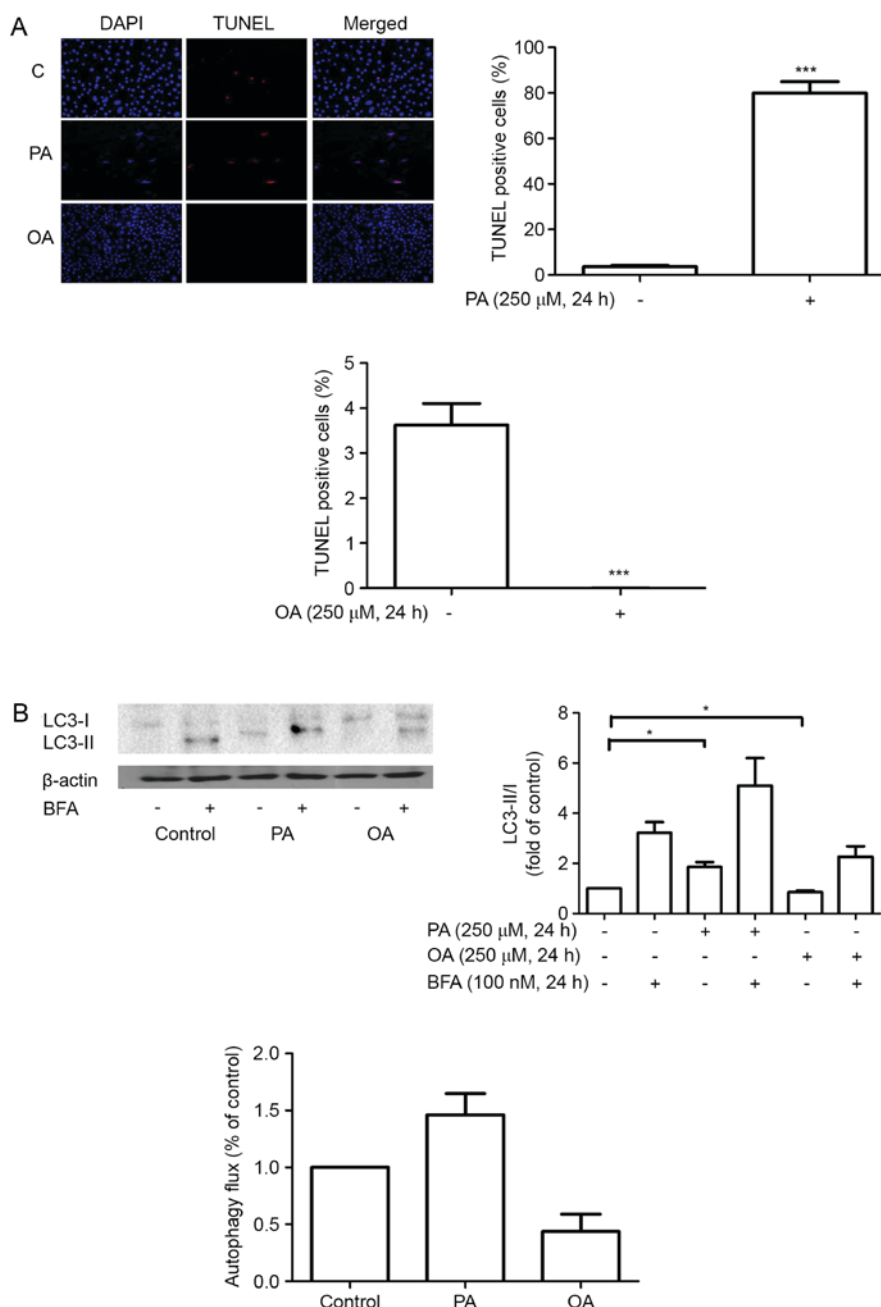 A
DAPI TUNEL Merged
C
PA
OA
TUNEL positive cells (%)
100
80
60
40
20
0
***
PA (250 μM, 24 h) - +
TUNEL positive cells (%)
5
4
3
2
1
0
***
OA (250 μM, 24 h) - +
B
LC3-I
LC3-II
β-actin
BFA - + - + - +
Control PA OA
LC3-II/I
(fold of control)
8
6
4
2
0
*
*
PA (250 μM, 24 h) - - + + - -
OA (250 μM, 24 h) - - - - + +
BFA (100 nM, 24 h) - + - + - +
Autophagy flux (% of control)
2.0
1.5
1.0
0.5
0.0
Control PA OA